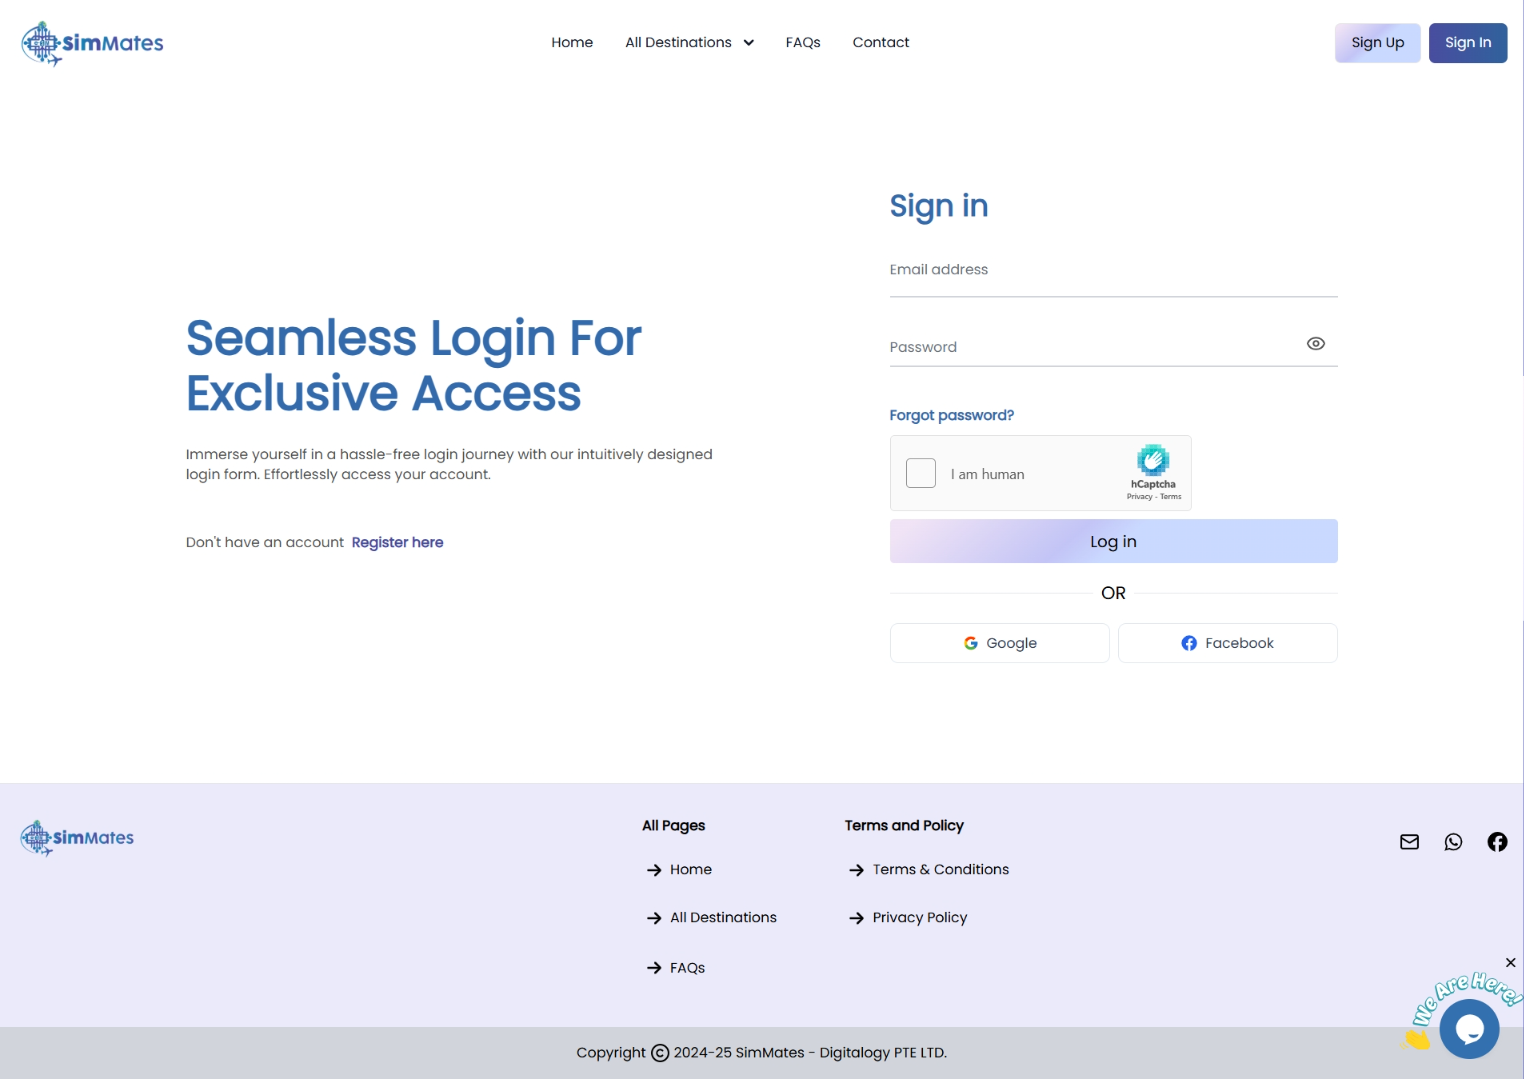 SimMates
Home
All Destinations
FAQs
Contact
Sign Up
Sign In
Sign in
Email address
Password
Forgot password?
I am human
hCaptcha
Privacy - Terms
Log in
OR
Google
Facebook
Seamless Login For
Exclusive Access
Immerse yourself in a hassle-free login journey with our intuitively designed
login form. Effortlessly access your account.
Don't have an account Register here
SimMates
All Pages
Home
All Destinations
FAQs
Terms and Policy
Terms & Conditions
Privacy Policy
We Are Here!
Copyright © 2024-25 SimMates - Digitalogy PTE LTD.